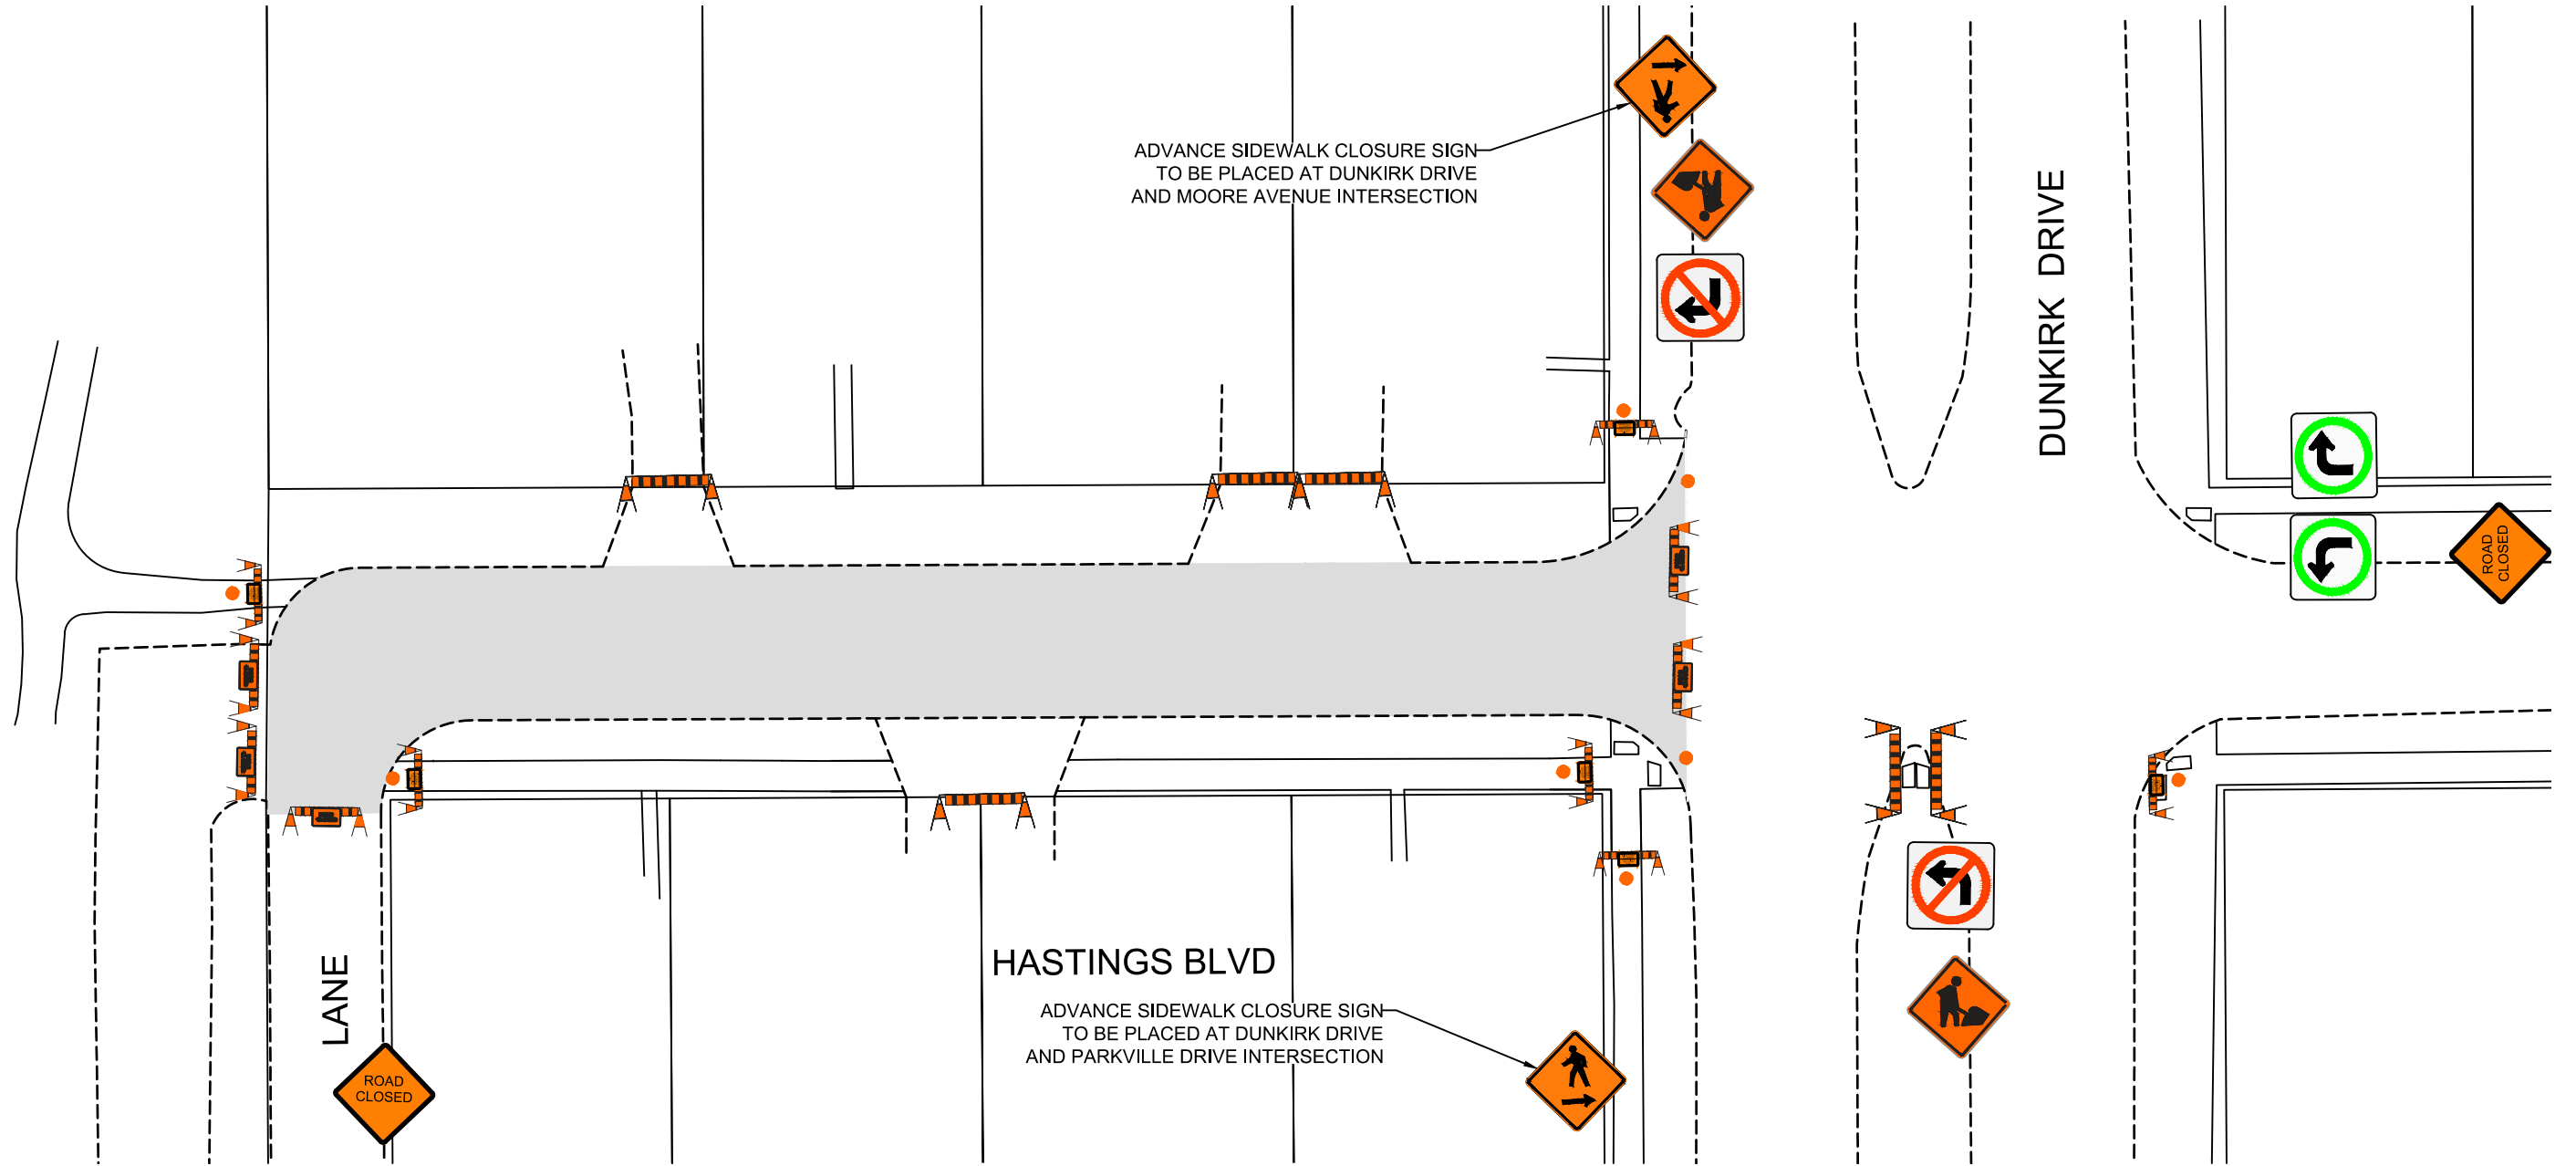 ADVANCE SIDEWALK CLOSURE SIGN
TO BE PLACED AT DUNKIRK DRIVE
AND MOORE AVENUE INTERSECTION
DUNKIRK DRIVE
ROAD
CLOSED
HASTINGS BLVD
LANE
ADVANCE SIDEWALK CLOSURE SIGN
TO BE PLACED AT DUNKIRK DRIVE
AND PARKVILLE DRIVE INTERSECTION
ROAD
CLOSED